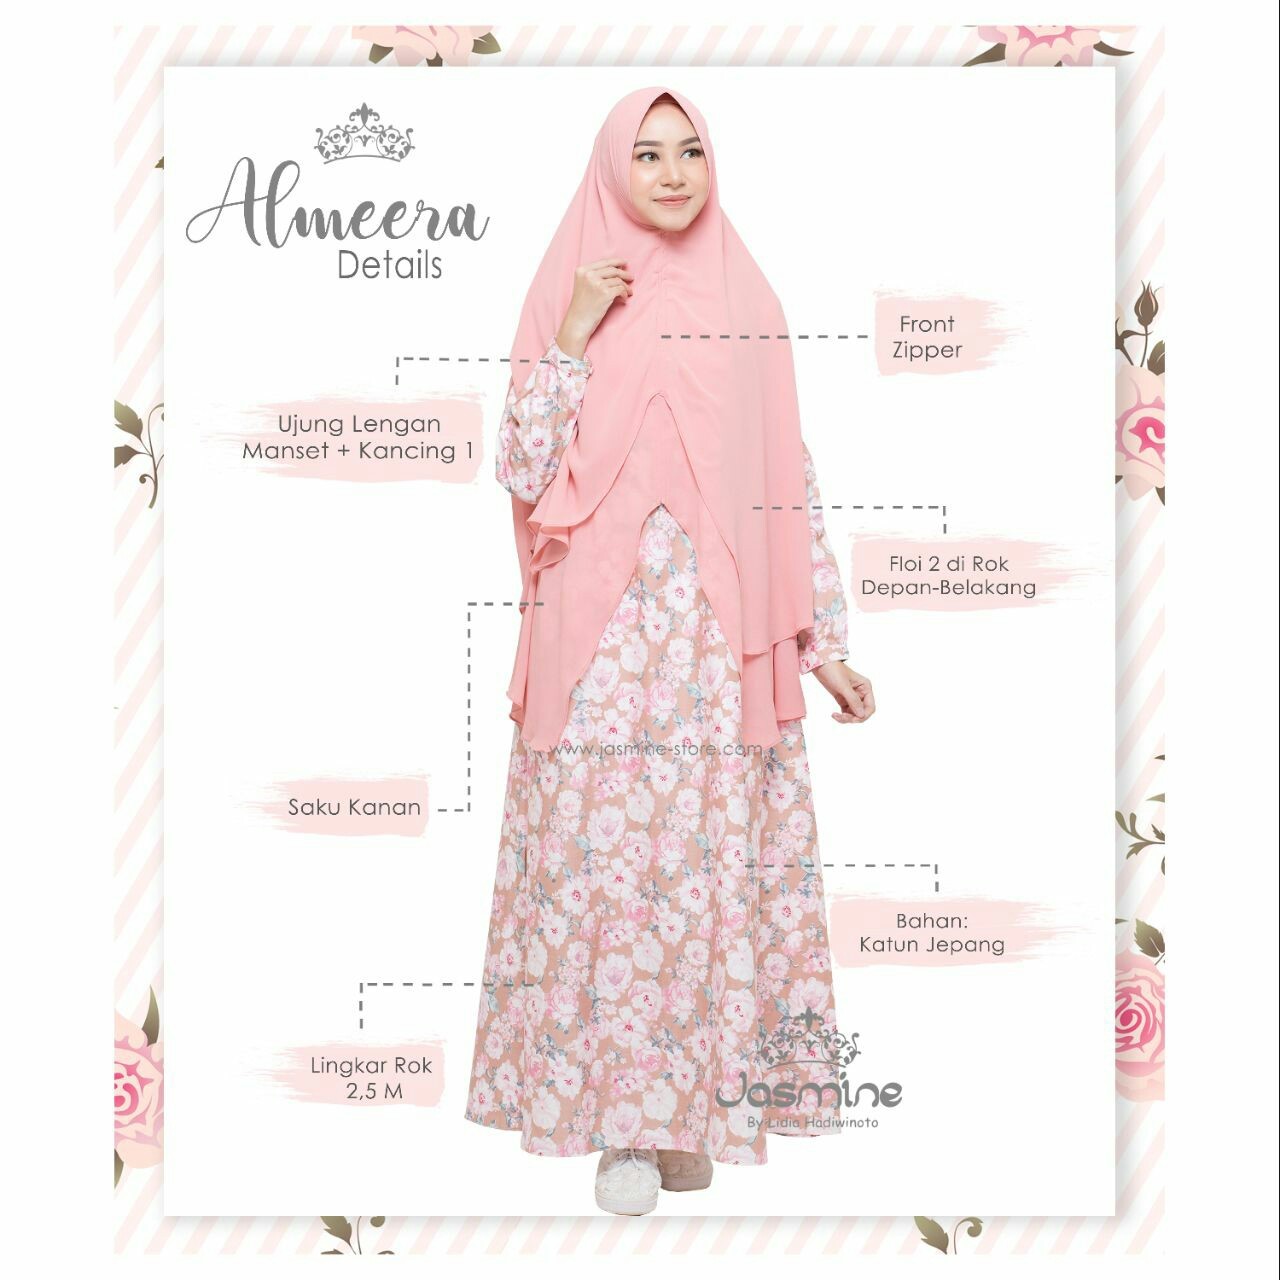 Almeera
Details
Front
Zipper
Ujung Lengan
Manset + Kancing 1
Floi 2 di Rok
Depan-Belakang
www.jasmine-store.com
Saku Kanan
Bahan:
Katun Jepang
Lingkar Rok
2,5 M
Jasmine
By Lidia Hadiwinoto